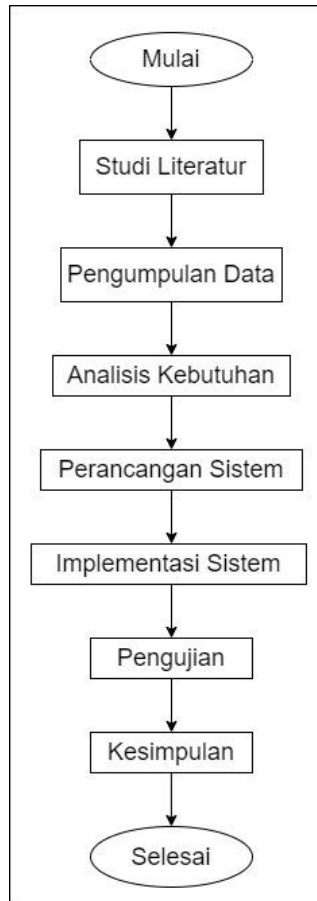 Mulai
Studi Literatur
Pengumpulan Data
Analisis Kebutuhan
Perancangan Sistem
Implementasi Sistem
Pengujian
Kesimpulan
Selesai